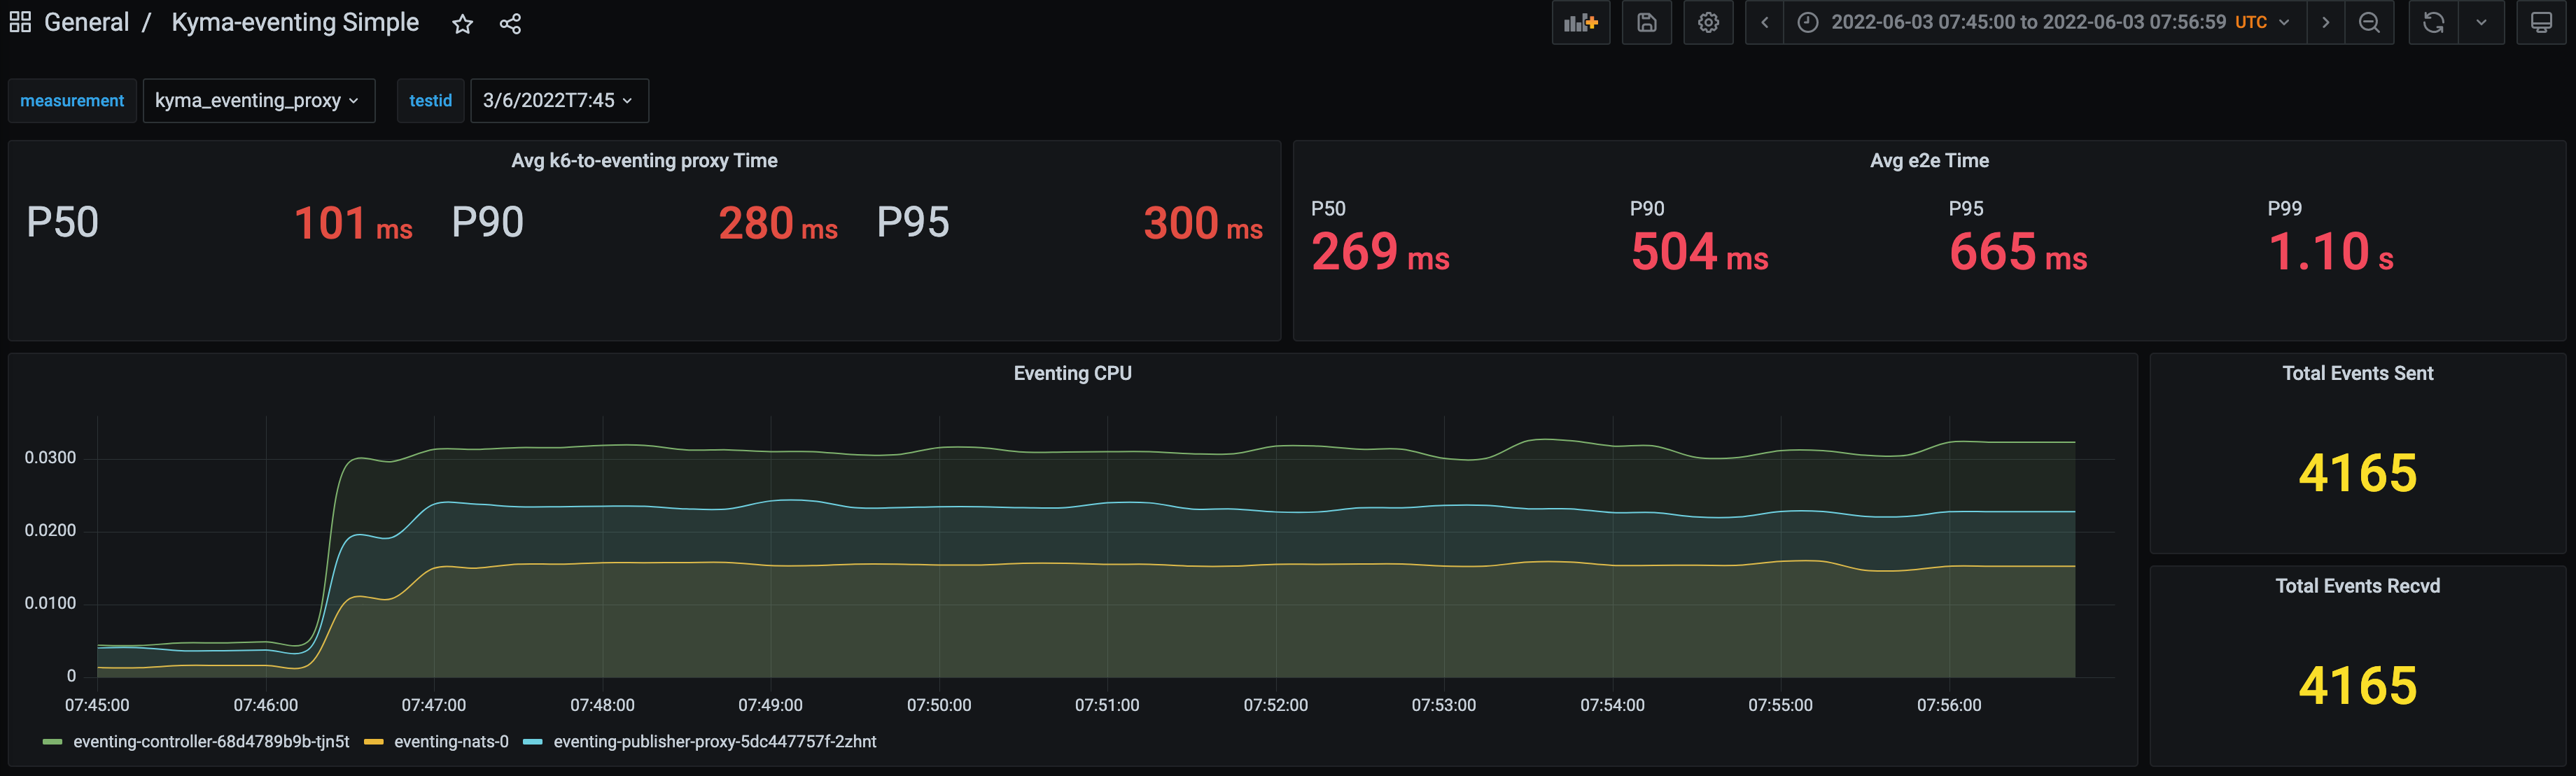 General / Kyma-eventing Simple
2022-06-03 07:45:00 to 2022-06-03 07:56:59 UTC
measurement kyma_eventing_proxy testid 3/6/2022T7:45
Avg k6-to-eventing proxy Time
P50 101 ms P90 280 ms P95 300 ms
Avg e2e Time
P50 P90 P95 P99
269 ms 504 ms 665 ms 1.10 s
Eventing CPU
0.0300
0.0200
0.0100
0
07:45:00 07:46:00 07:47:00 07:48:00 07:49:00 07:50:00 07:51:00 07:52:00 07:53:00 07:54:00 07:55:00 07:56:00
eventing-controller-68d4789b9b-tjn5t eventing-nats-0 eventing-publisher-proxy-5dc447757f-2zhnt
Total Events Sent
4165
Total Events Recvd
4165